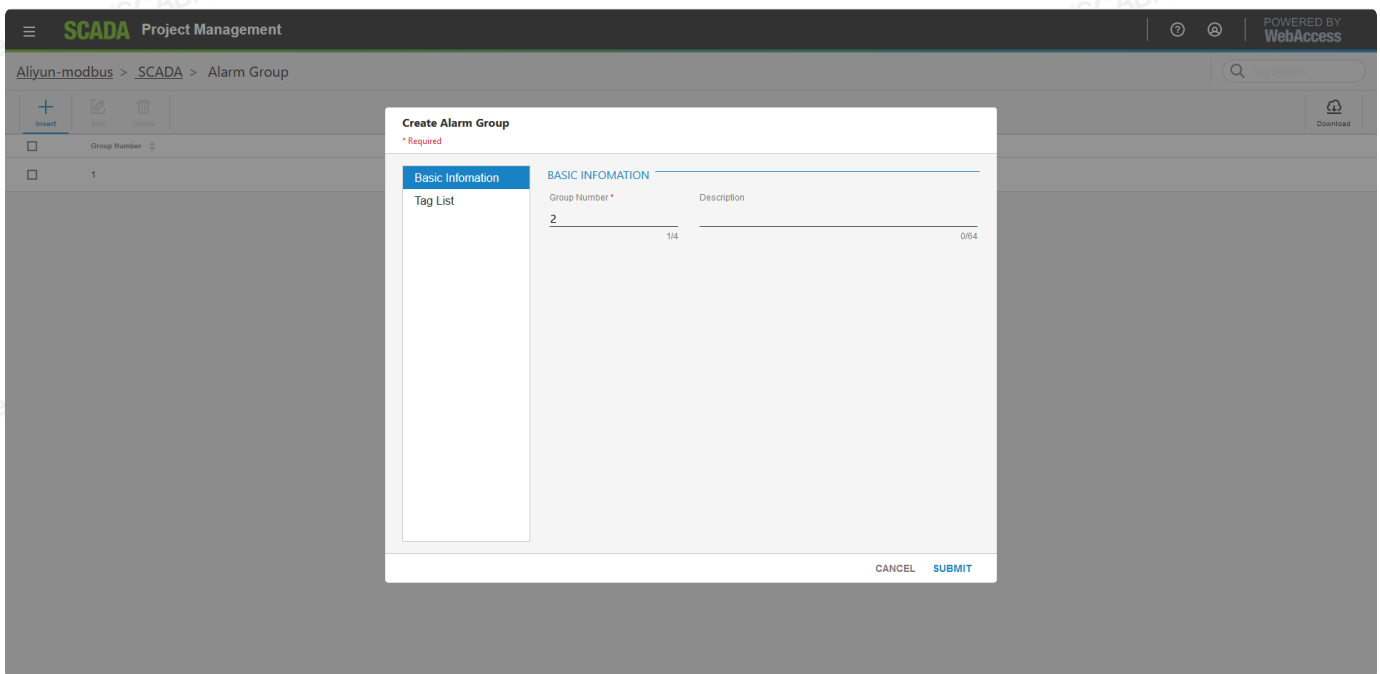 SCADA Project Management
POWERED BY
WebAccess
Aliyun-modbus > SCADA > Alarm Group
Tag Search
Insert
Edit
Delete
Download
Group Number
1
Create Alarm Group
* Required
Basic Infomation
Tag List
BASIC INFOMATION
Group Number *
Description
2
1/4
0/64
CANCEL
SUBMIT